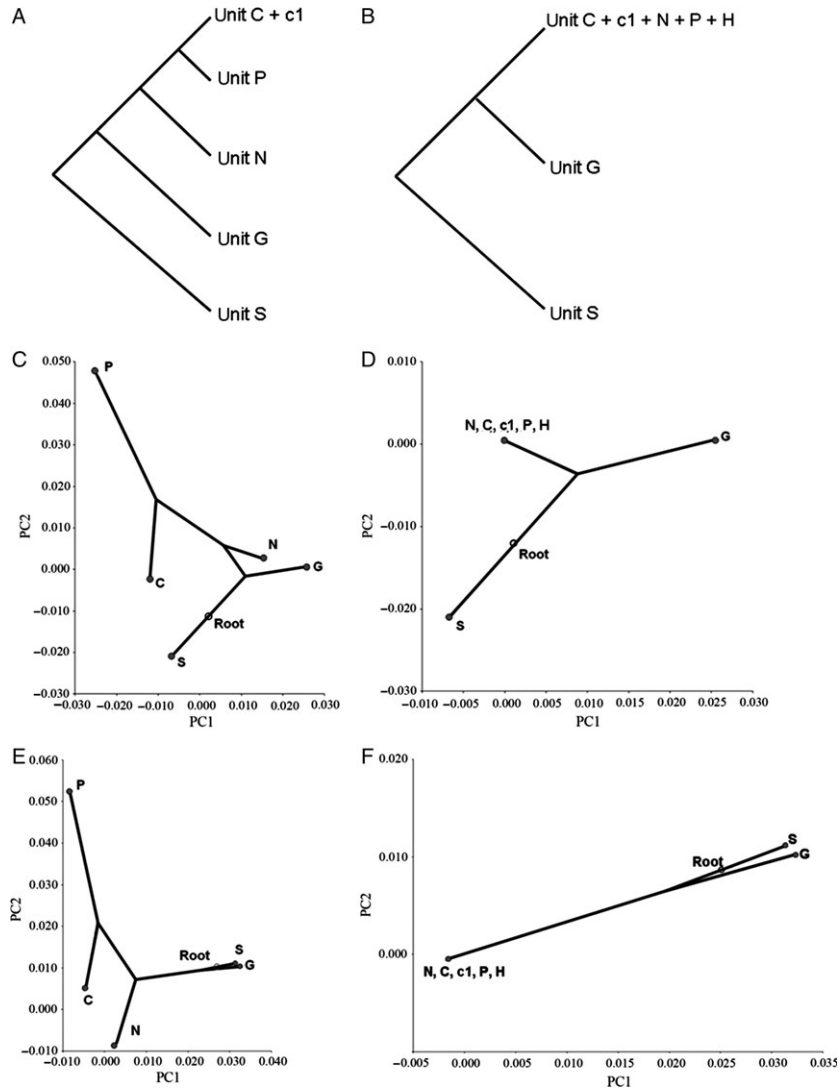 A
Unit C + c1
Unit P
Unit N
Unit G
Unit S
B
Unit C + c1 + N + P + H
Unit G
Unit S
C
0.050
0.040
0.030
0.020
0.010
0.000
−0.010
−0.020
−0.030
PC2
P
N
G
C
Root
S
−0.030 −0.020 −0.010 0.000 0.010 0.020 0.030
PC1
D
0.010
0.000
−0.010
−0.020
−0.030
PC2
N, C, c1, P, H
G
Root
S
−0.010 −0.005 0.000 0.005 0.010 0.015 0.020 0.025 0.030
PC1
E
0.060
0.050
0.040
0.030
0.020
0.010
0.000
−0.010
PC2
P
Root
S
G
C
N
−0.010 0.000 0.010 0.020 0.030 0.040
PC1
F
0.020
0.010
0.000
PC2
S
Root
G
N, C, c1, P, H
−0.005 0.000 0.005 0.010 0.015 0.020 0.025 0.030 0.035
PC1